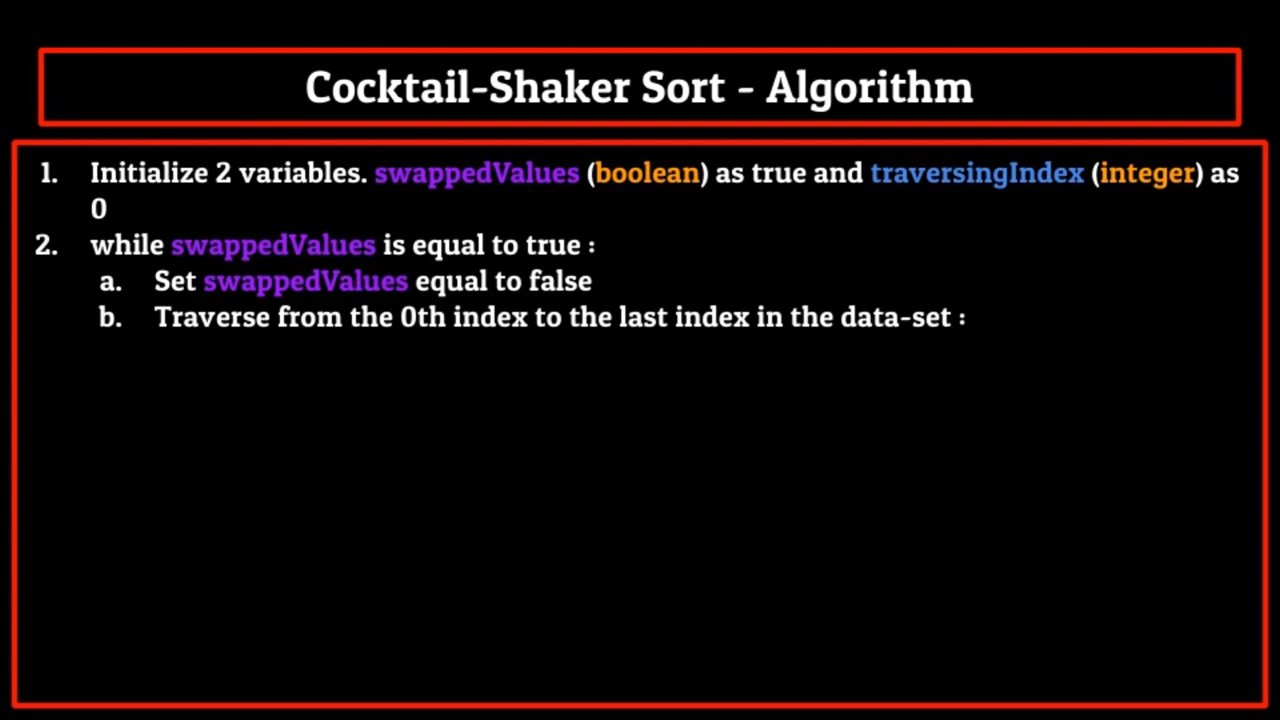 Cocktail-Shaker Sort - Algorithm
1. Initialize 2 variables. swappedValues (boolean) as true and traversingIndex (integer) as
0
2. while swappedValues is equal to true :
a. Set swappedValues equal to false
b. Traverse from the 0th index to the last index in the data-set :